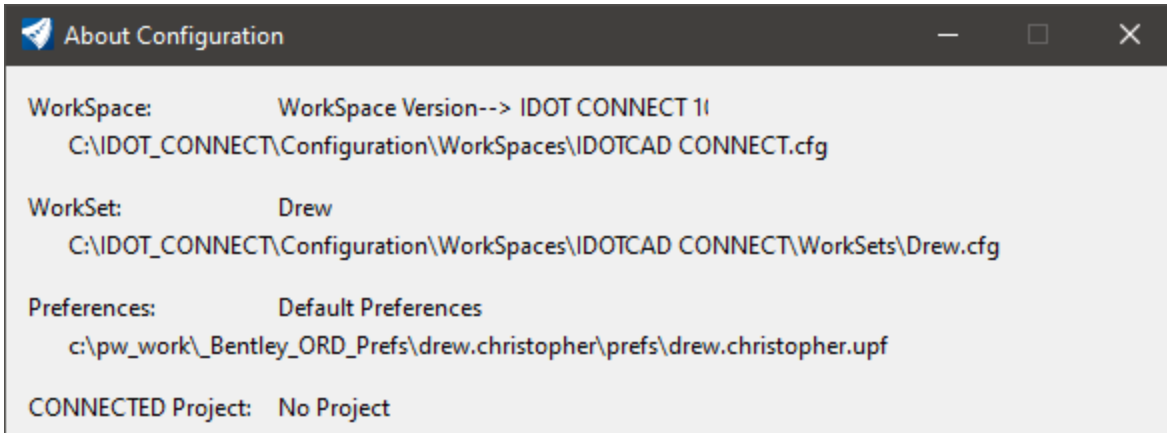 About Configuration
WorkSpace: WorkSpace Version--> IDOT CONNECT 10
C:\IDOT_CONNECT\Configuration\WorkSpaces\IDOTCAD CONNECT.cfg
WorkSet: Drew
C:\IDOT_CONNECT\Configuration\WorkSpaces\IDOTCAD CONNECT\WorkSets\Drew.cfg
Preferences: Default Preferences
c:\pw_work\_Bentley_ORD_Prefs\drew.christopher\prefs\drew.christopher.upf
CONNECTED Project: No Project